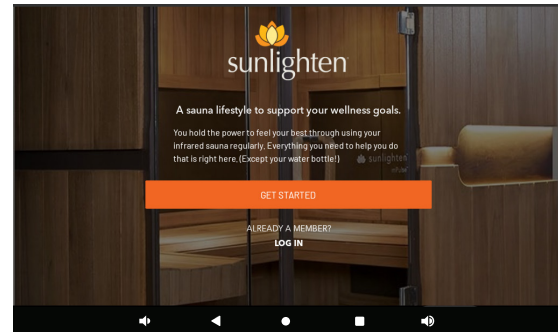 sunlighten
A sauna lifestyle to support your wellness goals.
You hold the power to feel your best through using your
infrared sauna regularly. Everything you need to help you do
that is right here. (Except your water bottle!)
sunlighten
mPulse
GET STARTED
ALREADY A MEMBER?
LOG IN